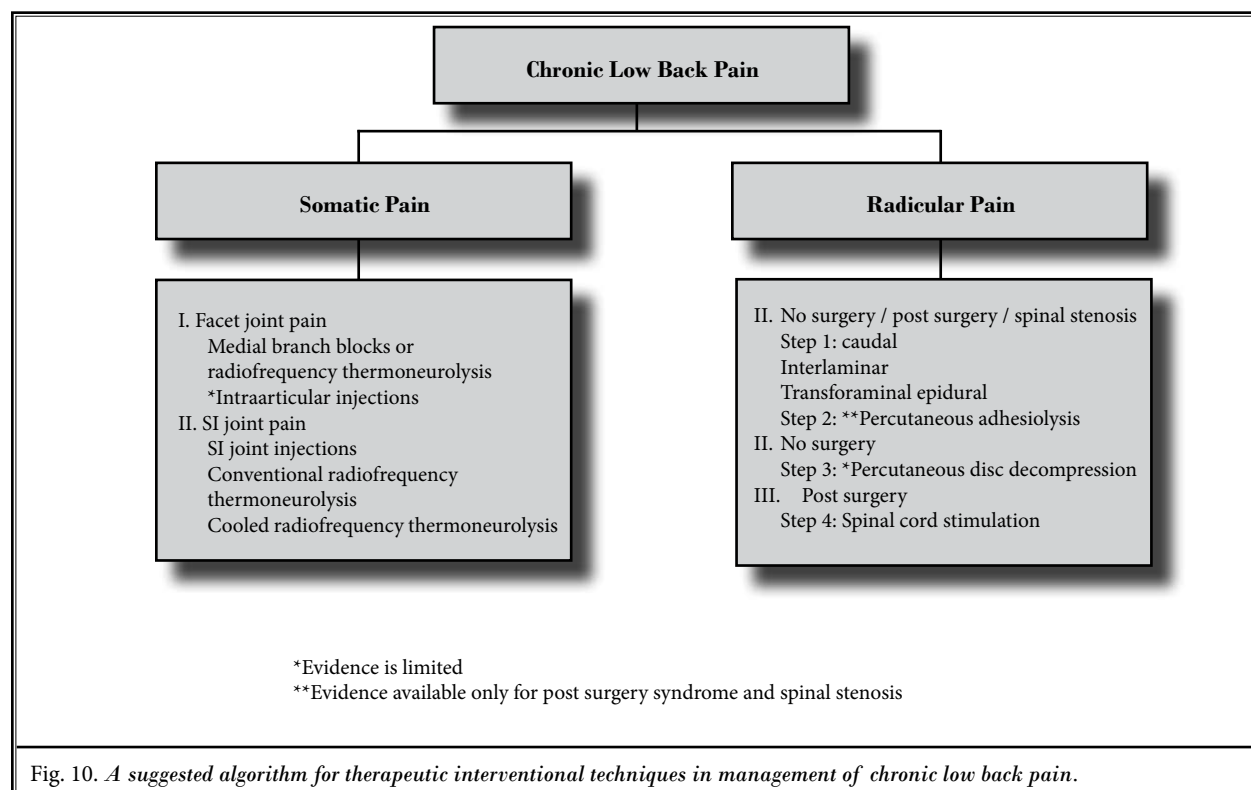 Chronic Low Back Pain
Somatic Pain
I. Facet joint pain
Medial branch blocks or
radiofrequency thermoneurolysis
*Intraarticular injections
II. SI joint pain
SI joint injections
Conventional radiofrequency
thermoneurolysis
Cooled radiofrequency thermoneurolysis
Radicular Pain
II. No surgery / post surgery / spinal stenosis
Step 1: caudal
Interlaminar
Transforaminal epidural
Step 2: **Percutaneous adhesiolysis
II. No surgery
Step 3: *Percutaneous disc decompression
III. Post surgery
Step 4: Spinal cord stimulation
*Evidence is limited
**Evidence available only for post surgery syndrome and spinal stenosis
Fig. 10. A suggested algorithm for therapeutic interventional techniques in management of chronic low back pain.